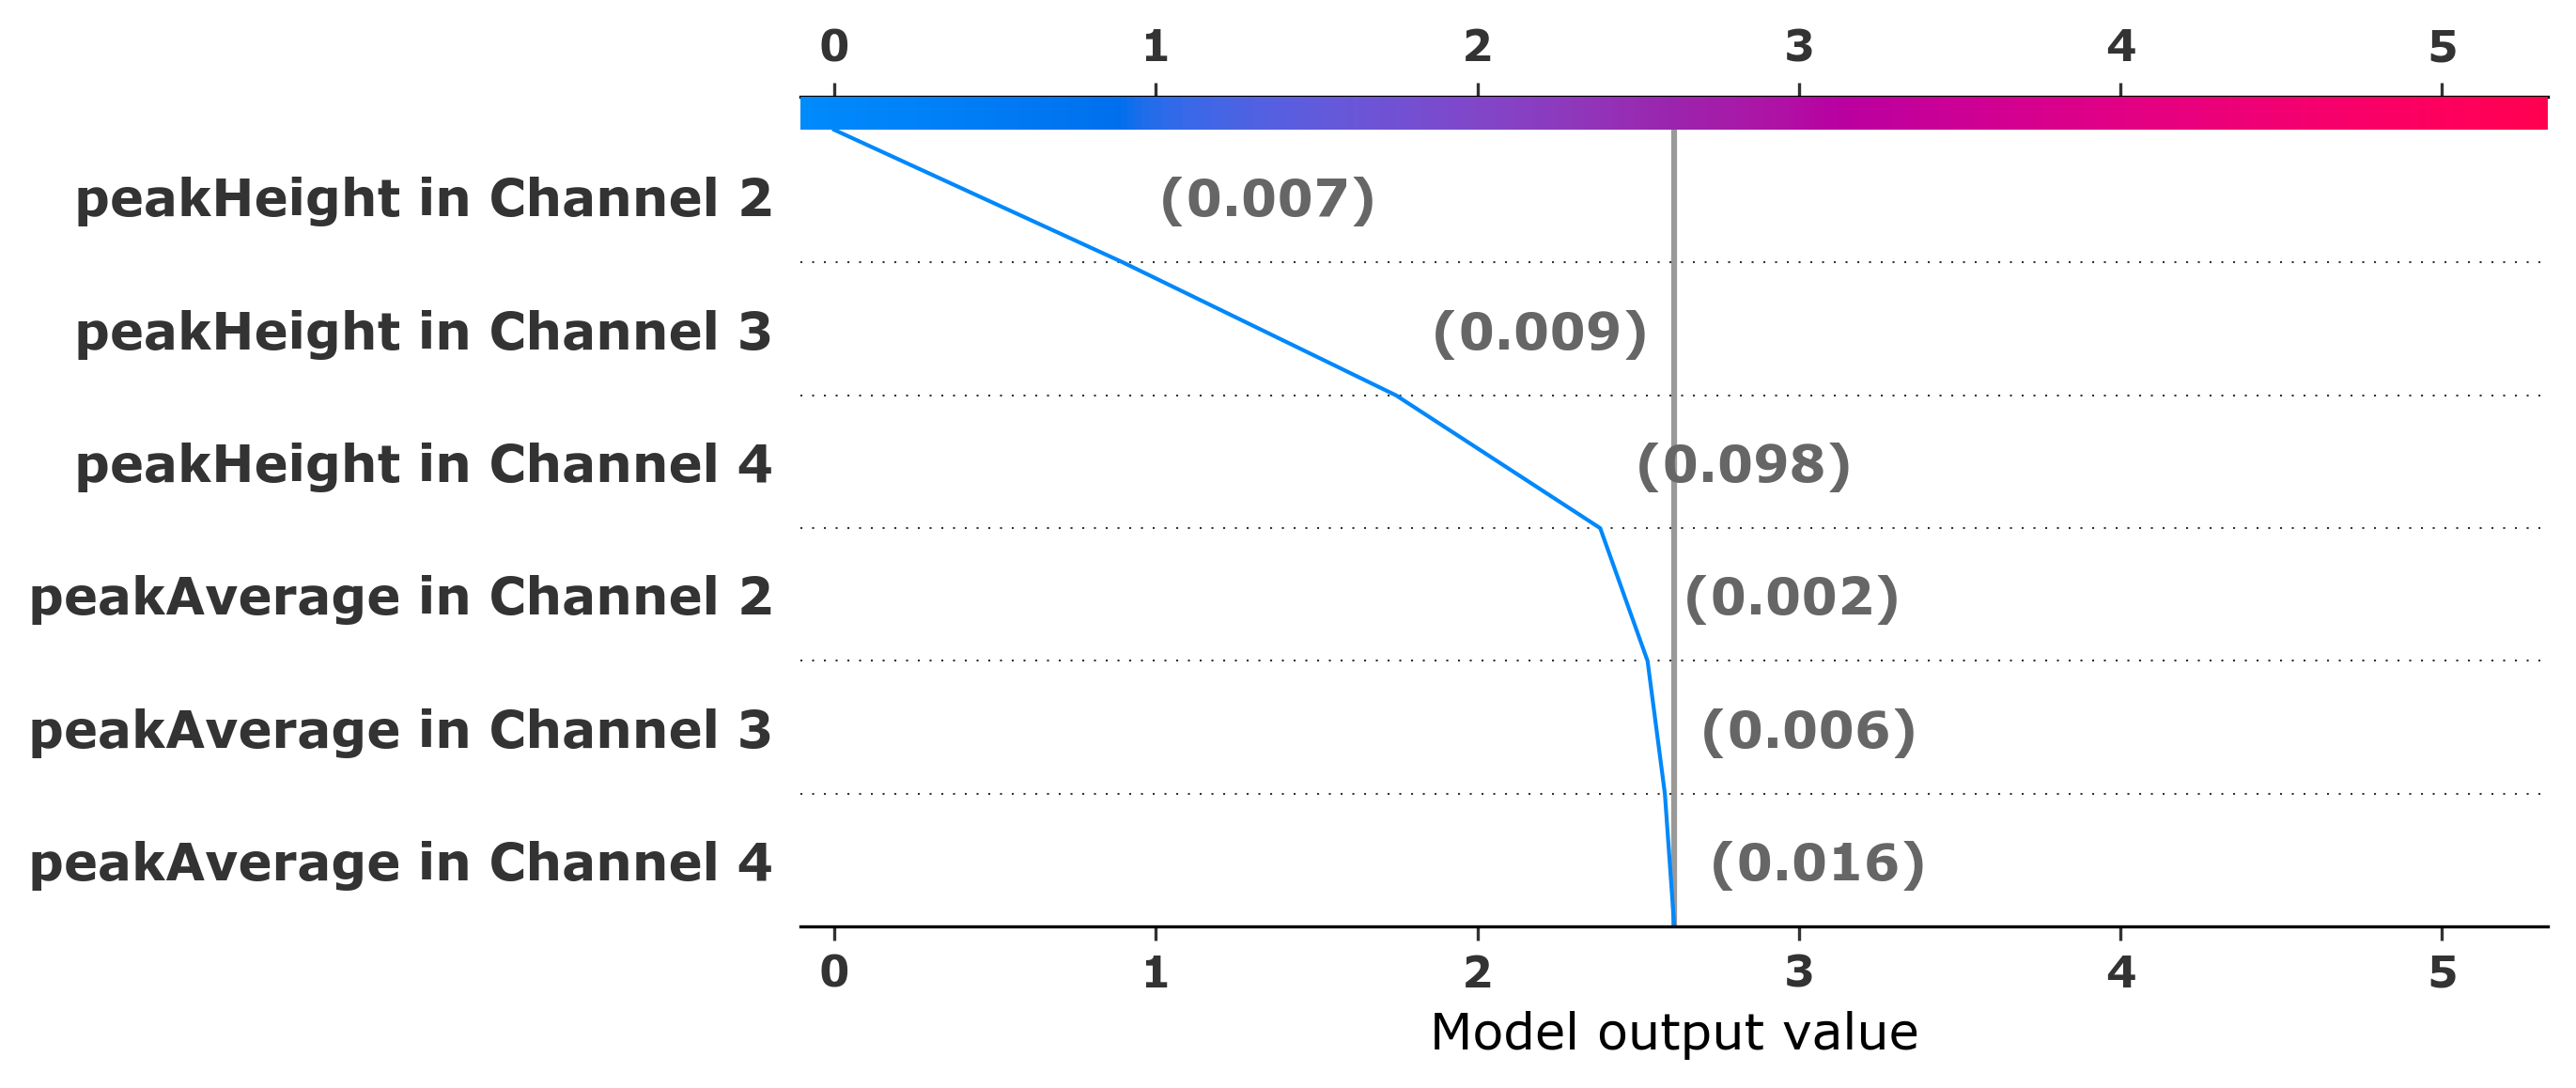 0 1 2 3 4 5
peakHeight in Channel 2 (0.007)
peakHeight in Channel 3 (0.009)
peakHeight in Channel 4 (0.098)
peakAverage in Channel 2 (0.002)
peakAverage in Channel 3 (0.006)
peakAverage in Channel 4 (0.016)
0 1 2 3 4 5
Model output value